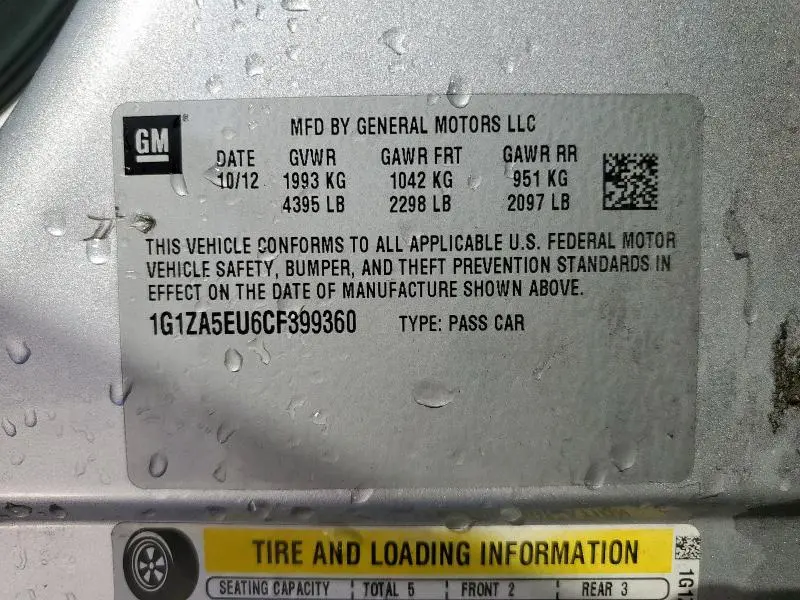 GM
MFD BY GENERAL MOTORS LLC
DATE GVWR GAWR FRT GAWR RR
10/12 1993 KG 1042 KG 951 KG
4395 LB 2298 LB 2097 LB
THIS VEHICLE CONFORMS TO ALL APPLICABLE U.S. FEDERAL MOTOR
VEHICLE SAFETY, BUMPER, AND THEFT PREVENTION STANDARDS IN
EFFECT ON THE DATE OF MANUFACTURE SHOWN ABOVE.
1G1ZA5EU6CF399360 TYPE: PASS CAR
TIRE AND LOADING INFORMATION
SEATING CAPACITY TOTAL 5 FRONT 2 REAR 3